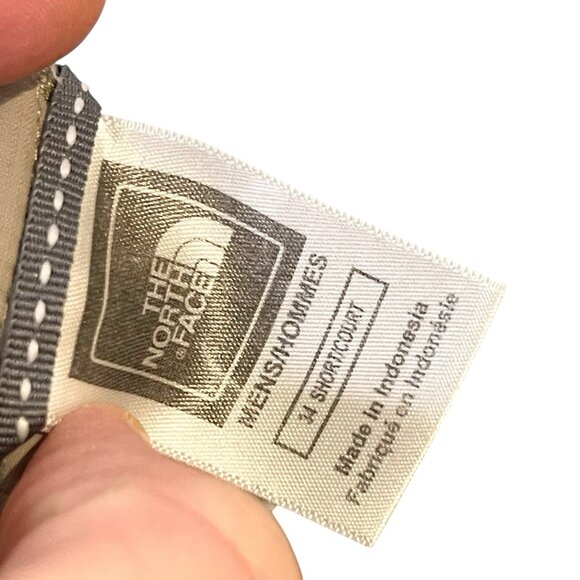 THE
NORTH
FACE
MENS/HOMMES
34 SHORT/COURT
Made in Indonesia
Fabriqué en Indonésie